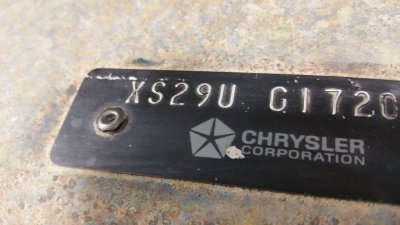 XS29U G1720
CHRYSLER
CORPORATION